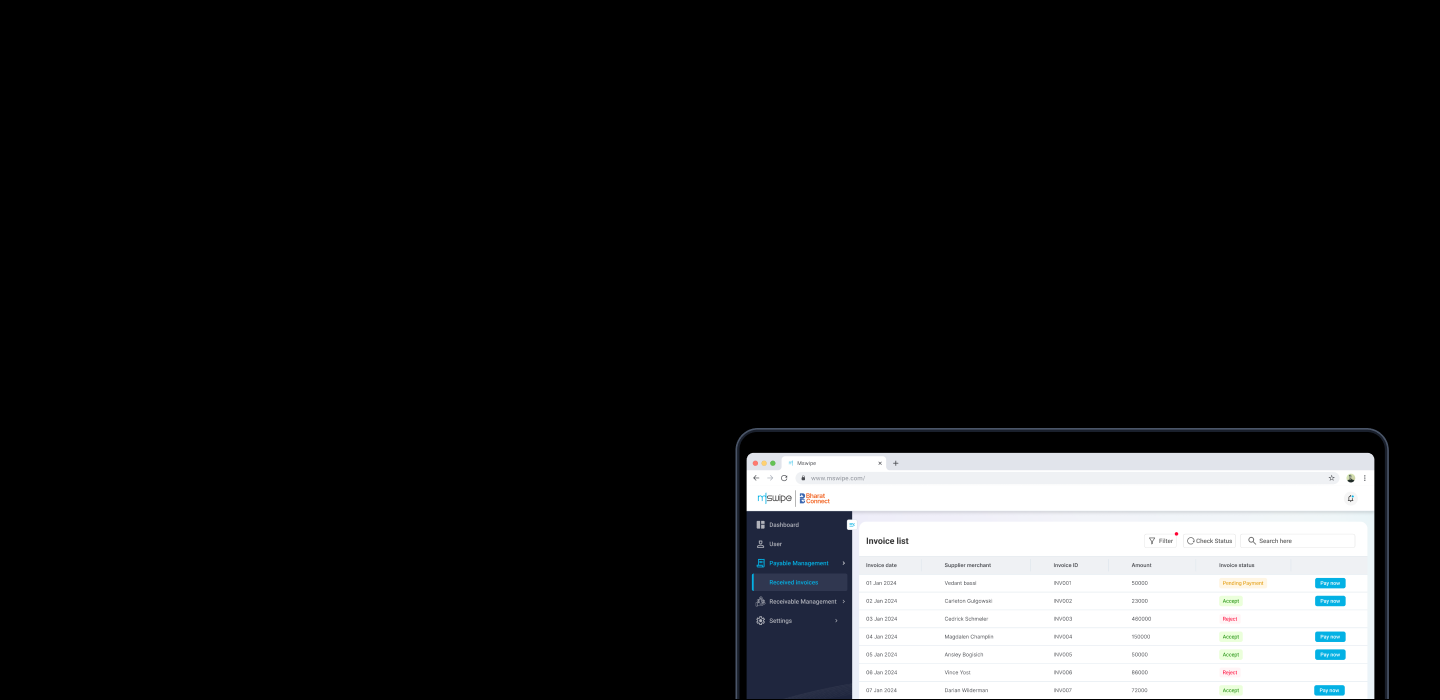 Mswipe
www.mswipe.com/
mswipe Bharat Connect
Dashboard
User
Payable Management
Received Invoices
Receivable Management
Settings
Invoice list
Filter
Check Status
Search here
Invoice date Supplier merchant Invoice ID Amount Invoice status
01 Jan 2024 Vedant basal INV001 50000 Pending Payment Pay now
02 Jan 2024 Carleton Gulgowski INV002 23000 Accept Pay now
03 Jan 2024 Cedrick Schmeler INV003 460000 Reject
04 Jan 2024 Magdalen Champlin INV004 150000 Accept Pay now
05 Jan 2024 Ansley Bogisich INV005 50000 Accept Pay now
06 Jan 2024 Vince Yost INV006 66000 Reject
07 Jan 2024 Darian Wilderman INV007 72000 Accept Pay now